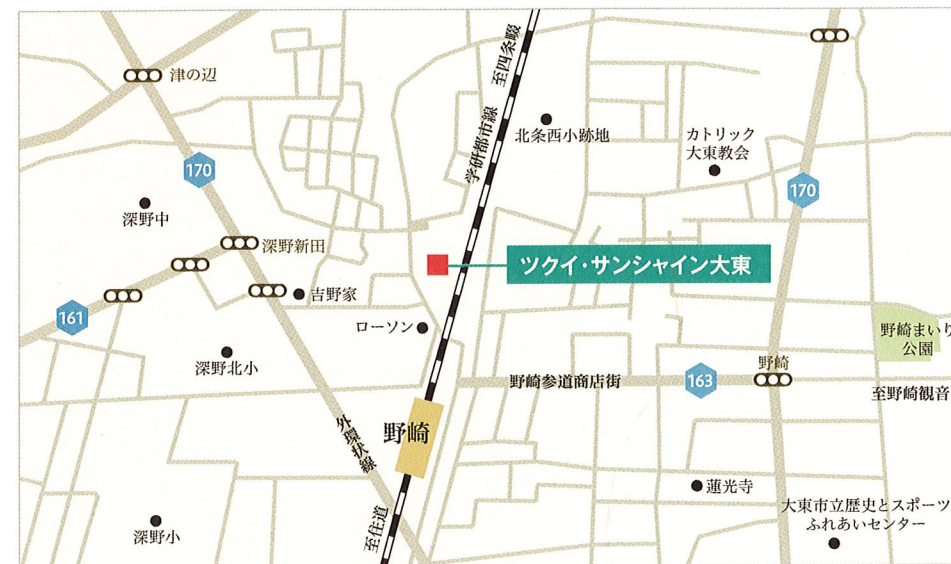 津の辺
至四条畷
学研都市線
北条西小跡地
カトリック
大東教会
170
170
深野中
深野新田
ツクイ・サンシャイン大東
吉野家
161
ローソン
野崎まいり
公園
深野北小
野崎参道商店街
163
野崎
至野崎観音
外環状線
野崎
蓮光寺
大東市立歴史とスポーツ
ふれあいセンター
至住道
深野小